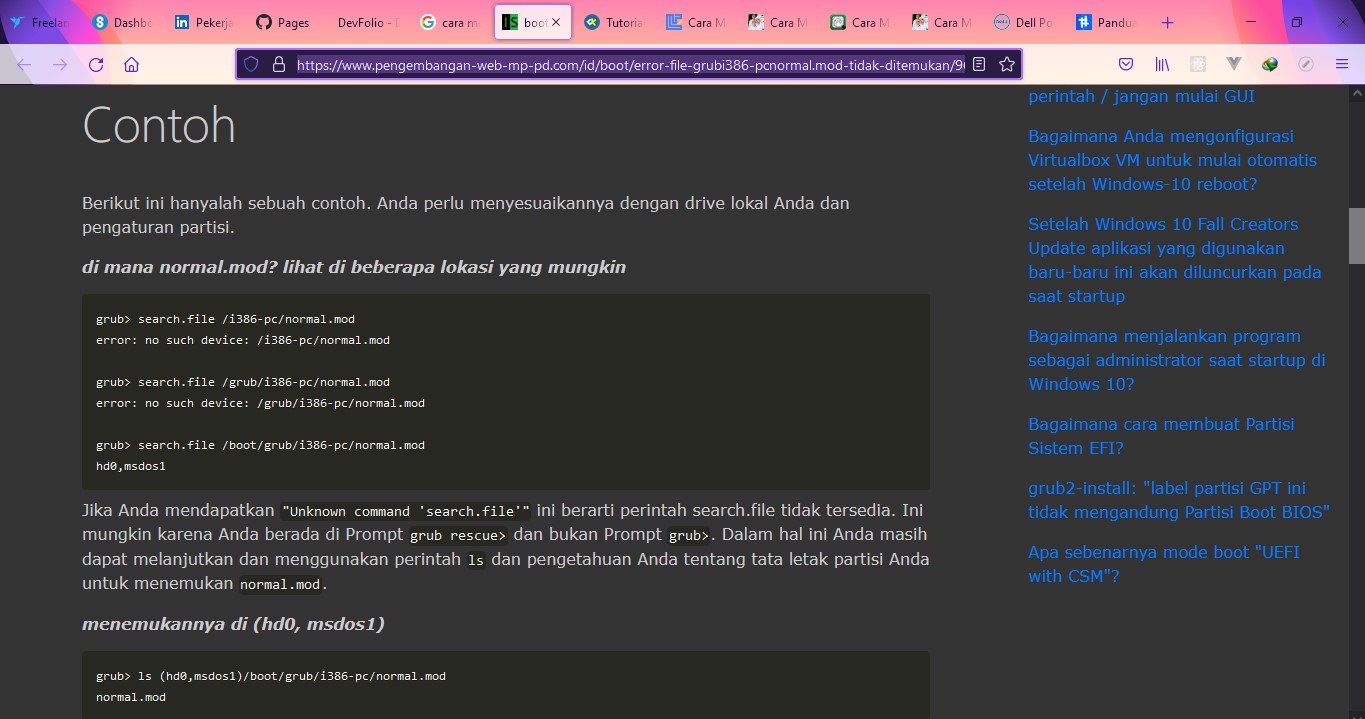 Freelan
Dashbo
Pekerja
Pages
DevFolio -
cara me
boot
Tutoria
Cara M
Cara M
Cara M
Cara M
Dell Po
Pandua
https://www.pengembangan-web-mp-pd.com/id/boot/error-file-grubi386-pcnormal.mod-tidak-ditemukan/96
Contoh
Berikut ini hanyalah sebuah contoh. Anda perlu menyesuaikannya dengan drive lokal Anda dan
pengaturan partisi.
di mana normal.mod? lihat di beberapa lokasi yang mungkin
grub> search.file /i386-pc/normal.mod
error: no such device: /i386-pc/normal.mod
grub> search.file /grub/i386-pc/normal.mod
error: no such device: /grub/i386-pc/normal.mod
grub> search.file /boot/grub/i386-pc/normal.mod
hd0,msdos1
Jika Anda mendapatkan "Unknown command 'search.file'" ini berarti perintah search.file tidak tersedia. Ini
mungkin karena Anda berada di Prompt grub rescue> dan bukan Prompt grub>. Dalam hal ini Anda masih
dapat melanjutkan dan menggunakan perintah ls dan pengetahuan Anda tentang tata letak partisi Anda
untuk menemukan normal.mod.
menemukannya di (hd0, msdos1)
grub> ls (hd0,msdos1)/boot/grub/i386-pc/normal.mod
normal.mod
perintah / jangan mulai GUI
Bagaimana Anda mengonfigurasi
Virtualbox VM untuk mulai otomatis
setelah Windows-10 reboot?
Setelah Windows 10 Fall Creators
Update aplikasi yang digunakan
baru-baru ini akan diluncurkan pada
saat startup
Bagaimana menjalankan program
sebagai administrator saat startup di
Windows 10?
Bagaimana cara membuat Partisi
Sistem EFI?
grub2-install: "label partisi GPT ini
tidak mengandung Partisi Boot BIOS"
Apa sebenarnya mode boot "UEFI
with CSM"?